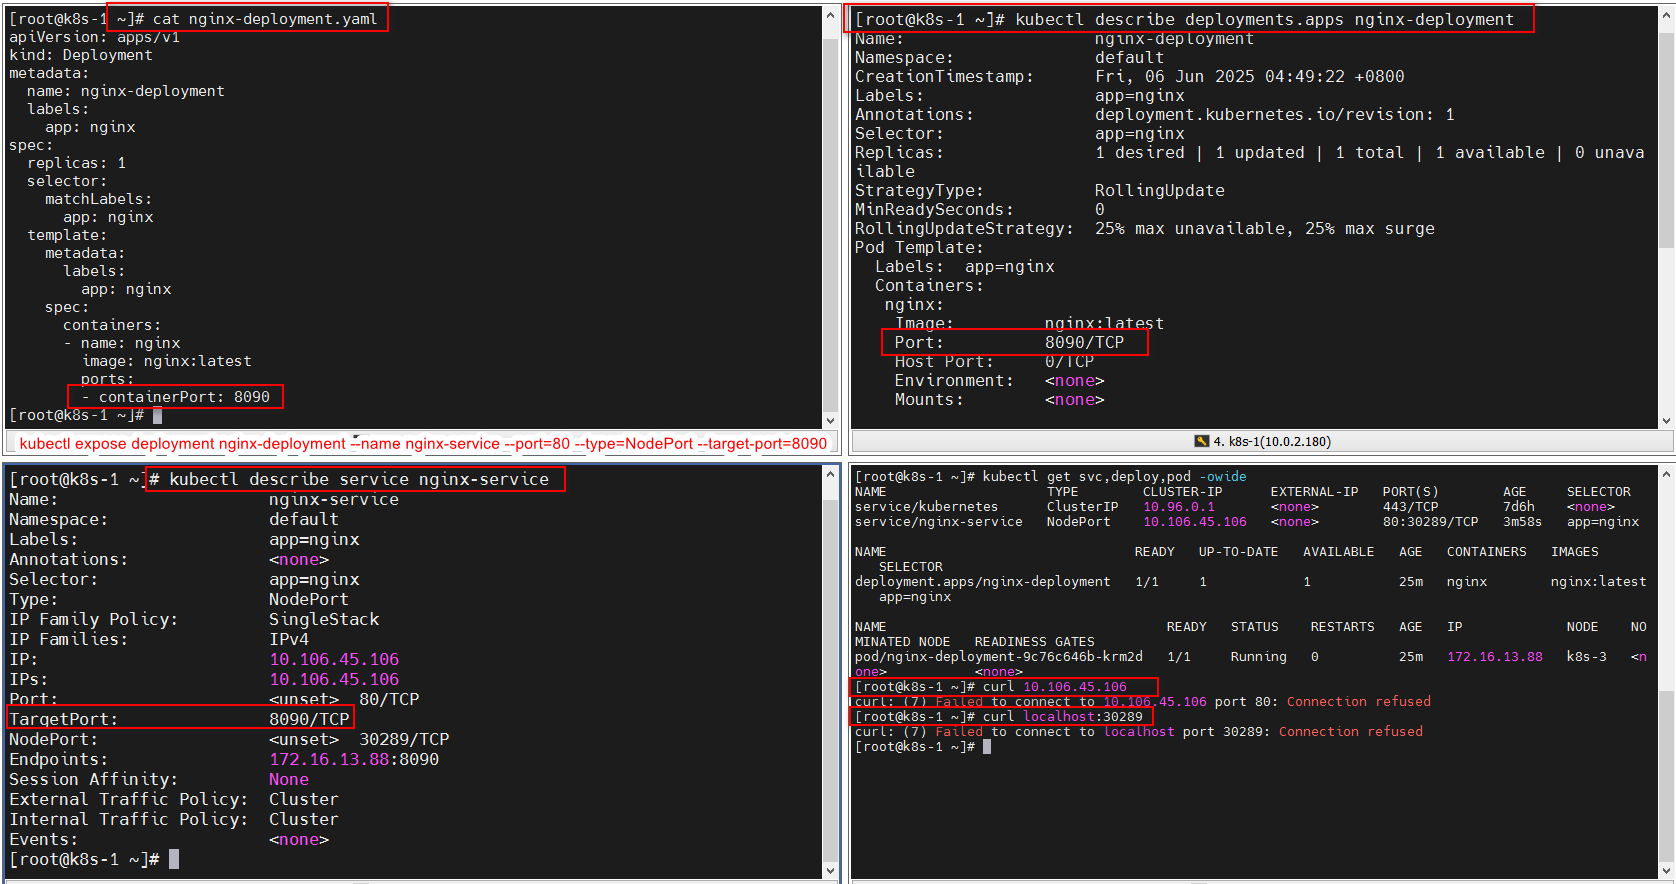 [root@k8s-1 ~]# cat nginx-deployment.yaml
apiVersion: apps/v1
kind: Deployment
metadata:
  name: nginx-deployment
  labels:
    app: nginx
spec:
  replicas: 1
  selector:
    matchLabels:
      app: nginx
  template:
    metadata:
      labels:
        app: nginx
    spec:
      containers:
      - name: nginx
        image: nginx:latest
        ports:
        - containerPort: 8090
[root@k8s-1 ~]#
kubectl expose deployment nginx-deployment --name nginx-service --port=80 --type=NodePort --target-port=8090
[root@k8s-1 ~]# kubectl describe deployments.apps nginx-deployment
Name:                   nginx-deployment
Namespace:              default
CreationTimestamp:      Fri, 06 Jun 2025 04:49:22 +0800
Labels:                 app=nginx
Annotations:            deployment.kubernetes.io/revision: 1
Selector:               app=nginx
Replicas:               1 desired | 1 updated | 1 total | 1 available | 0 unava
ilable
StrategyType:           RollingUpdate
MinReadySeconds:        0
RollingUpdateStrategy:  25% max unavailable, 25% max surge
Pod Template:
  Labels:  app=nginx
  Containers:
   nginx:
    Image:         nginx:latest
    Port:          8090/TCP
    Host Port:     0/TCP
    Environment:   <none>
    Mounts:        <none>
4. k8s-1(10.0.2.180)
[root@k8s-1 ~]# kubectl describe service nginx-service
Name:                     nginx-service
Namespace:                default
Labels:                   app=nginx
Annotations:              <none>
Selector:                 app=nginx
Type:                     NodePort
IP Family Policy:         SingleStack
IP Families:              IPv4
IP:                       10.106.45.106
IPs:                      10.106.45.106
Port:                     <unset>  80/TCP
TargetPort:               8090/TCP
NodePort:                 <unset>  30289/TCP
Endpoints:                172.16.13.88:8090
Session Affinity:         None
External Traffic Policy:  Cluster
Internal Traffic Policy:  Cluster
Events:                   <none>
[root@k8s-1 ~]#
[root@k8s-1 ~]# kubectl get svc,deploy,pod -owide
NAME                    TYPE        CLUSTER-IP      EXTERNAL-IP   PORT(S)        AGE     SELECTOR
service/kubernetes      ClusterIP   10.96.0.1       <none>        443/TCP        7d6h    <none>
service/nginx-service   NodePort    10.106.45.106   <none>        80:30289/TCP   3m58s   app=nginx
NAME                               READY   UP-TO-DATE   AVAILABLE   AGE   CONTAINERS   IMAGES
   SELECTOR
deployment.apps/nginx-deployment   1/1     1            1           25m   nginx        nginx:latest
   app=nginx
NAME                                   READY   STATUS    RESTARTS   AGE   IP             NODE    NO
MINATED NODE   READINESS GATES
pod/nginx-deployment-9c76c646b-krm2d   1/1     Running   0          25m   172.16.13.88   k8s-3   <n
one>           <none>
[root@k8s-1 ~]# curl 10.106.45.106
curl: (7) Failed to connect to 10.106.45.106 port 80: Connection refused
[root@k8s-1 ~]# curl localhost:30289
curl: (7) Failed to connect to localhost port 30289: Connection refused
[root@k8s-1 ~]#